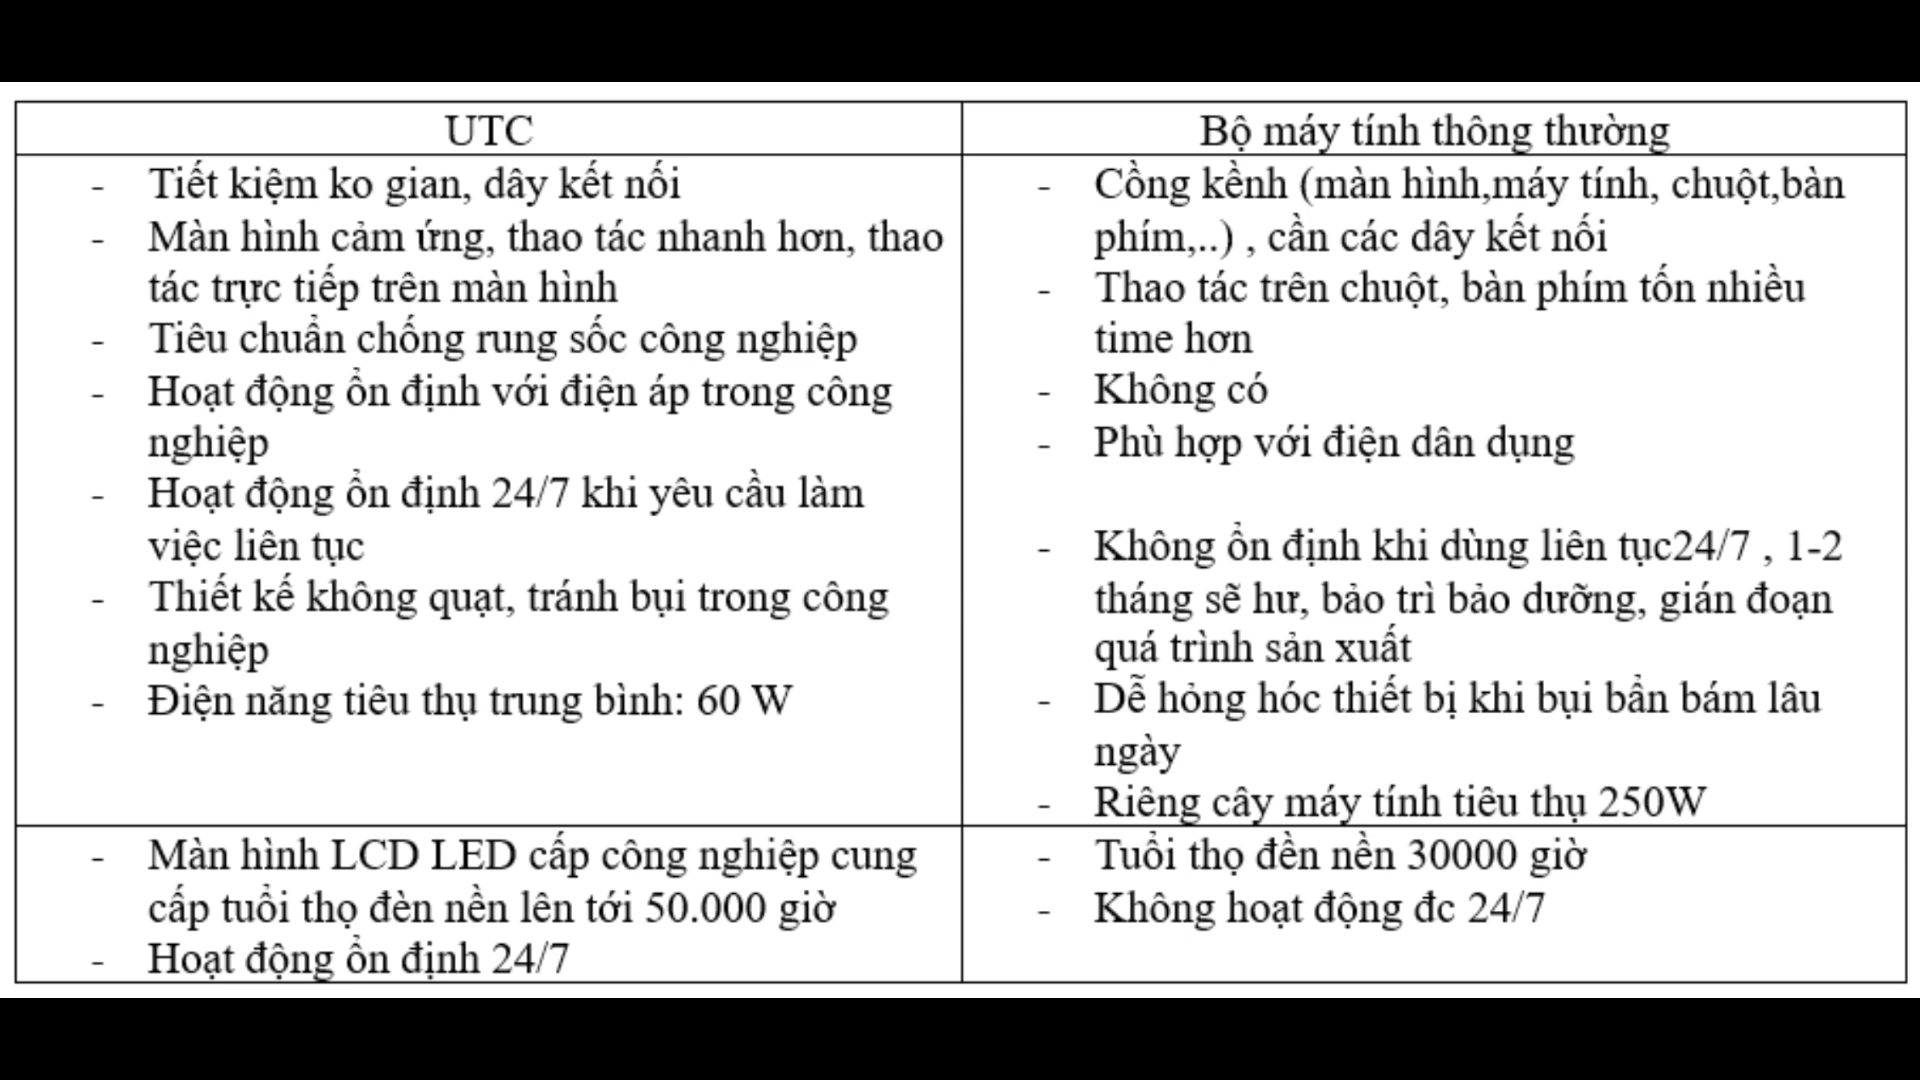 UTC
Bộ máy tính thông thường
- Tiết kiệm ko gian, dây kết nối
- Màn hình cảm ứng, thao tác nhanh hơn, thao
tác trực tiếp trên màn hình
- Tiêu chuẩn chống rung sốc công nghiệp
- Hoạt động ổn định với điện áp trong công
nghiệp
- Hoạt động ổn định 24/7 khi yêu cầu làm
việc liên tục
- Thiết kế không quạt, tránh bụi trong công
nghiệp
- Điện năng tiêu thụ trung bình: 60 W
- Cồng kềnh (màn hình,máy tính, chuột,bàn
phím,..) , cần các dây kết nối
- Thao tác trên chuột, bàn phím tốn nhiều
time hơn
- Không có
- Phù hợp với điện dân dụng
- Không ổn định khi dùng liên tục24/7 , 1-2
tháng sẽ hư, bảo trì bảo dưỡng, gián đoạn
quá trình sản xuất
- Dễ hỏng hóc thiết bị khi bụi bẩn bám lâu
ngày
- Riêng cây máy tính tiêu thụ 250W
- Màn hình LCD LED cấp công nghiệp cung
cấp tuổi thọ đèn nền lên tới 50.000 giờ
- Hoạt động ổn định 24/7
- Tuổi thọ đền nền 30000 giờ
- Không hoạt động đc 24/7